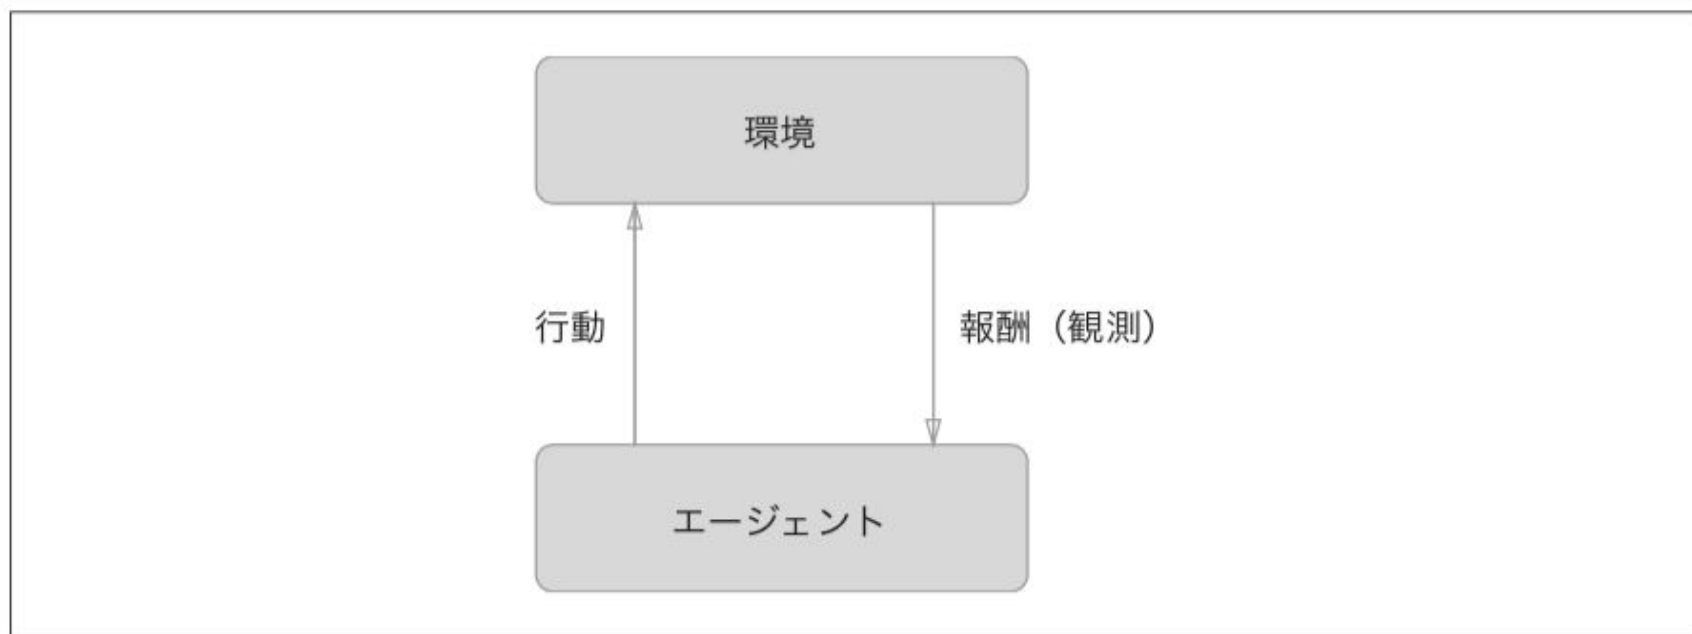 環境
行動
報酬（観測）
エージェント